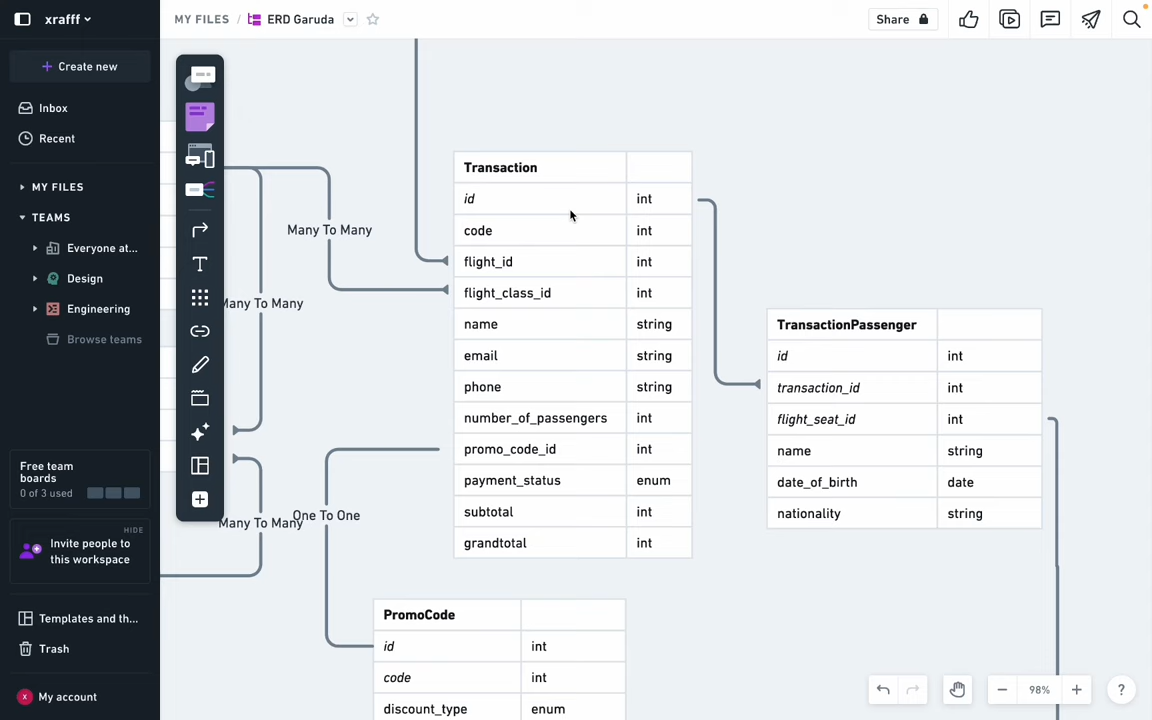 xrafff
MY FILES / ERD Garuda
Share
+ Create new
Inbox
Recent
MY FILES
TEAMS
Everyone at...
Design
Engineering
Browse teams
Free team
boards
0 of 3 used
HIDE
Invite people to
this workspace
Templates and th...
Trash
x My account
T
Many To Many
Many To Many
Many To Many
One To One
Transaction
id int
code int
flight_id int
flight_class_id int
name string
email string
phone string
number_of_passengers int
promo_code_id int
payment_status enum
subtotal int
grandtotal int
TransactionPassenger
id int
transaction_id int
flight_seat_id int
name string
date_of_birth date
nationality string
PromoCode
id int
code int
discount_type enum
98%
?